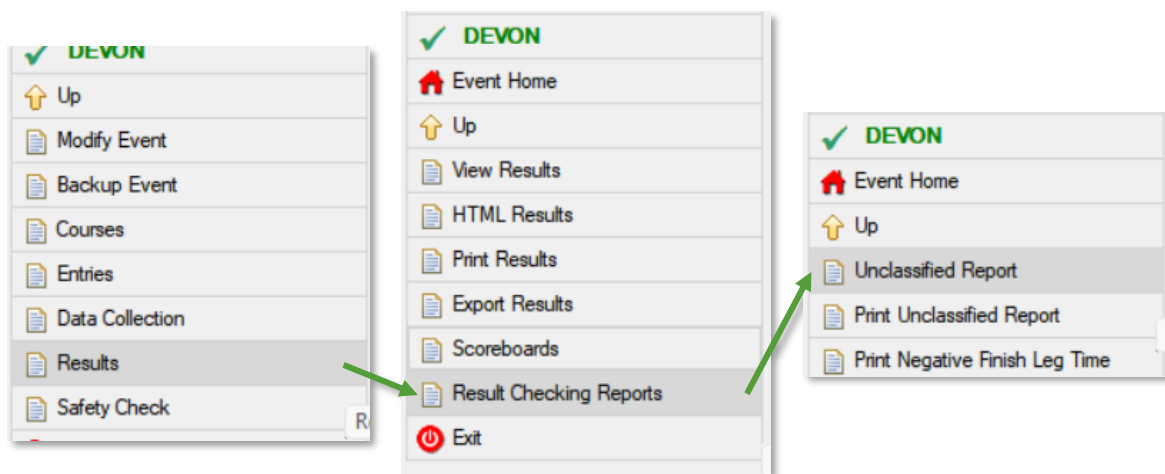 DEVON
Up
Modify Event
Backup Event
Courses
Entries
Data Collection
Results
Safety Check
DEVON
Event Home
Up
View Results
HTML Results
Print Results
Export Results
Scoreboards
Result Checking Reports
Exit
DEVON
Event Home
Up
Unclassified Report
Print Unclassified Report
Print Negative Finish Leg Time